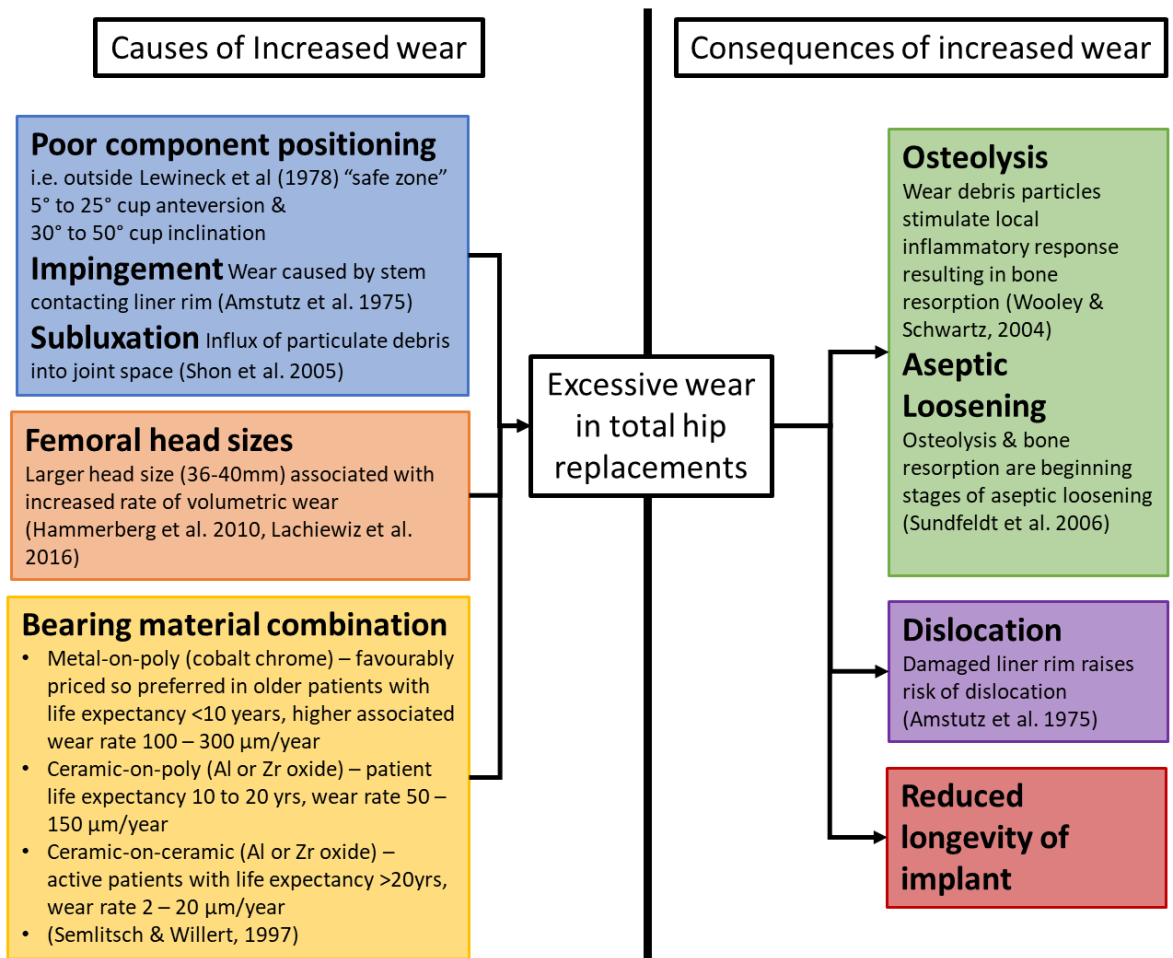 Causes of Increased wear
Consequences of increased wear
Poor component positioning
i.e. outside Lewineck et al (1978) “safe zone”
5° to 25° cup anteversion &
30° to 50° cup inclination
Impingement Wear caused by stem
contacting liner rim (Amstutz et al. 1975)
Subluxation Influx of particulate debris
into joint space (Shon et al. 2005)
Femoral head sizes
Larger head size (36-40mm) associated with
increased rate of volumetric wear
(Hammerberg et al. 2010, Lachiewiz et al.
2016)
Bearing material combination
• Metal-on-poly (cobalt chrome) – favourably
priced so preferred in older patients with
life expectancy <10 years, higher associated
wear rate 100 – 300 µm/year
• Ceramic-on-poly (Al or Zr oxide) – patient
life expectancy 10 to 20 yrs, wear rate 50 –
150 µm/year
• Ceramic-on-ceramic (Al or Zr oxide) –
active patients with life expectancy >20yrs,
wear rate 2 – 20 µm/year
• (Semlitsch & Willert, 1997)
Excessive wear
in total hip
replacements
Osteolysis
Wear debris particles
stimulate local
inflammatory response
resulting in bone
resorption (Wooley &
Schwartz, 2004)
Aseptic
Loosening
Osteolysis & bone
resorption are beginning
stages of aseptic loosening
(Sundfeldt et al. 2006)
Dislocation
Damaged liner rim raises
risk of dislocation
(Amstutz et al. 1975)
Reduced
longevity of
implant